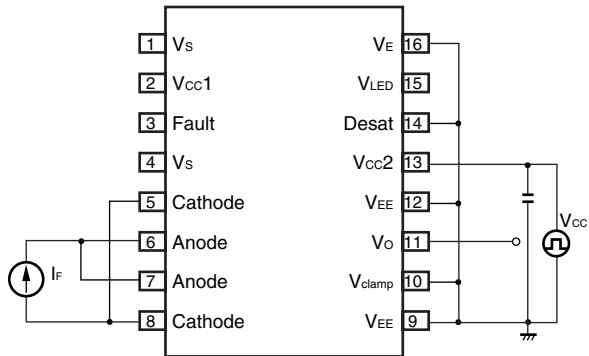 1 VS VE 16
2 VCC1 VLED 15
3 Fault Desat 14
4 VS VCC2 13
5 Cathode VEE 12
6 Anode VO 11
7 Anode Vclamp 10
8 Cathode VEE 9
IF
VCC